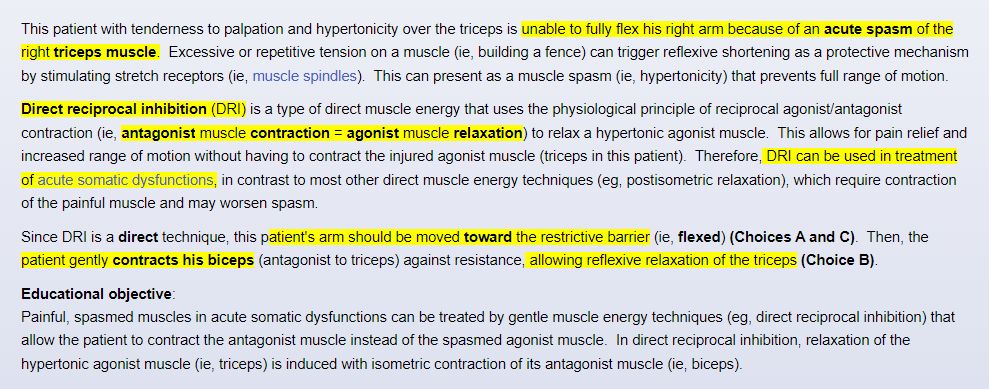 This patient with tenderness to palpation and hypertonicity over the triceps is unable to fully flex his right arm because of an acute spasm of the
right triceps muscle.  Excessive or repetitive tension on a muscle (ie, building a fence) can trigger reflexive shortening as a protective mechanism
by stimulating stretch receptors (ie, muscle spindles).  This can present as a muscle spasm (ie, hypertonicity) that prevents full range of motion.
Direct reciprocal inhibition (DRI) is a type of direct muscle energy that uses the physiological principle of reciprocal agonist/antagonist
contraction (ie, antagonist muscle contraction = agonist muscle relaxation) to relax a hypertonic agonist muscle.  This allows for pain relief and
increased range of motion without having to contract the injured agonist muscle (triceps in this patient).  Therefore, DRI can be used in treatment
of acute somatic dysfunctions, in contrast to most other direct muscle energy techniques (eg, postisometric relaxation), which require contraction
of the painful muscle and may worsen spasm.
Since DRI is a direct technique, this patient's arm should be moved toward the restrictive barrier (ie, flexed) (Choices A and C).  Then, the
patient gently contracts his biceps (antagonist to triceps) against resistance, allowing reflexive relaxation of the triceps (Choice B).
Educational objective:
Painful, spasmed muscles in acute somatic dysfunctions can be treated by gentle muscle energy techniques (eg, direct reciprocal inhibition) that
allow the patient to contract the antagonist muscle instead of the spasmed agonist muscle.  In direct reciprocal inhibition, relaxation of the
hypertonic agonist muscle (ie, triceps) is induced with isometric contraction of its antagonist muscle (ie, biceps).